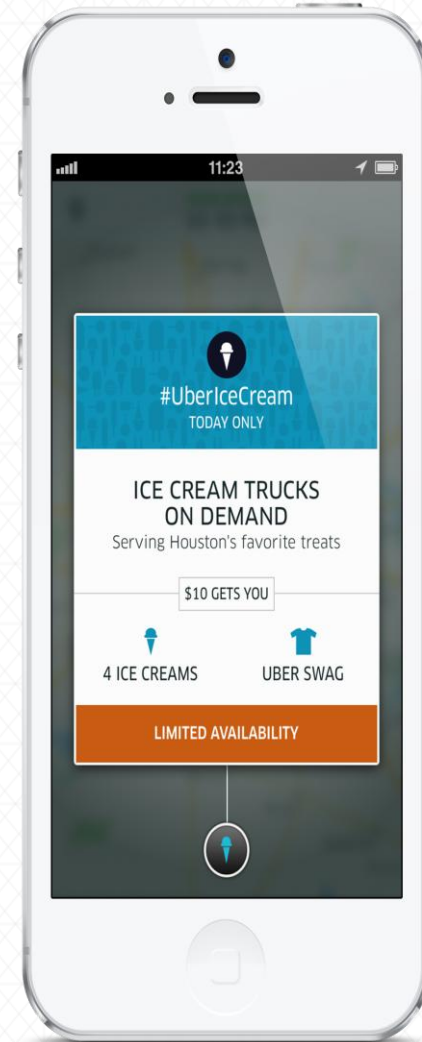 11:23
#UberIceCream
TODAY ONLY
ICE CREAM TRUCKS
ON DEMAND
Serving Houston's favorite treats
$10 GETS YOU
4 ICE CREAMS
UBER SWAG
LIMITED AVAILABILITY